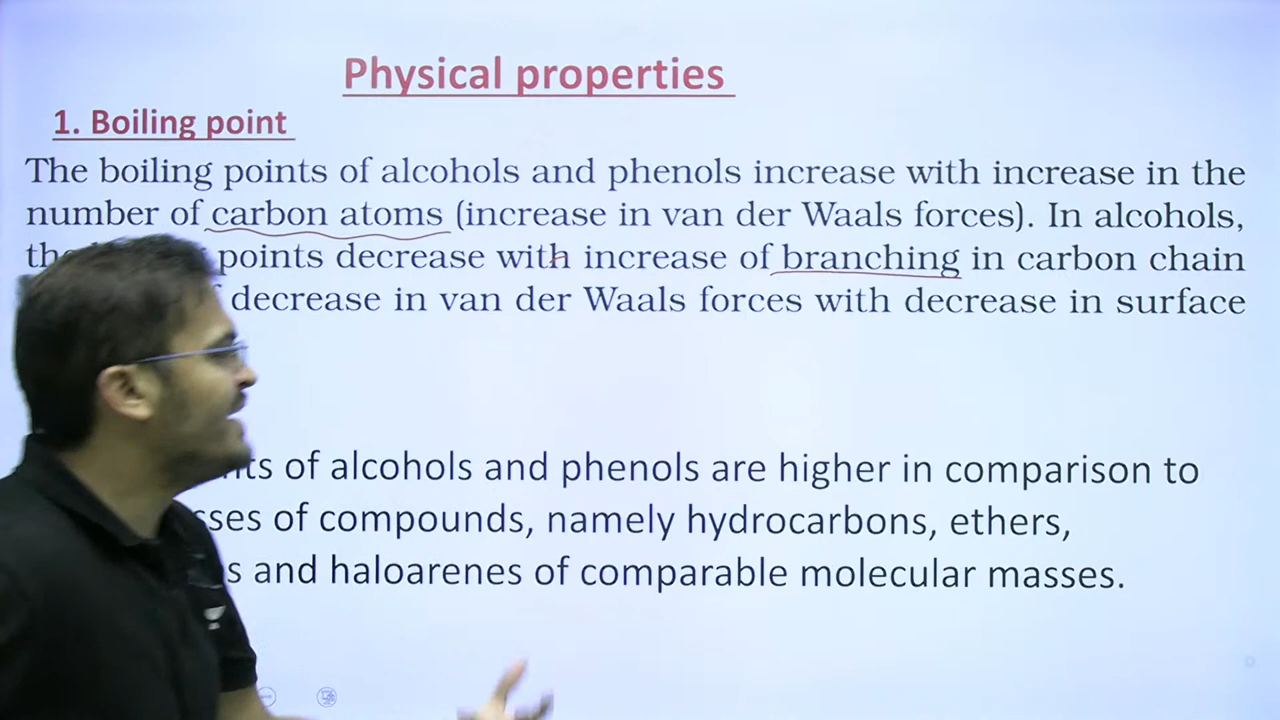 Physical properties
1. Boiling point
The boiling points of alcohols and phenols increase with increase in the
number of carbon atoms (increase in van der Waals forces). In alcohols,
points decrease with increase of branching in carbon chain
decrease in van der Waals forces with decrease in surface
of alcohols and phenols are higher in comparison to
of compounds, namely hydrocarbons, ethers,
and haloarenes of comparable molecular masses.